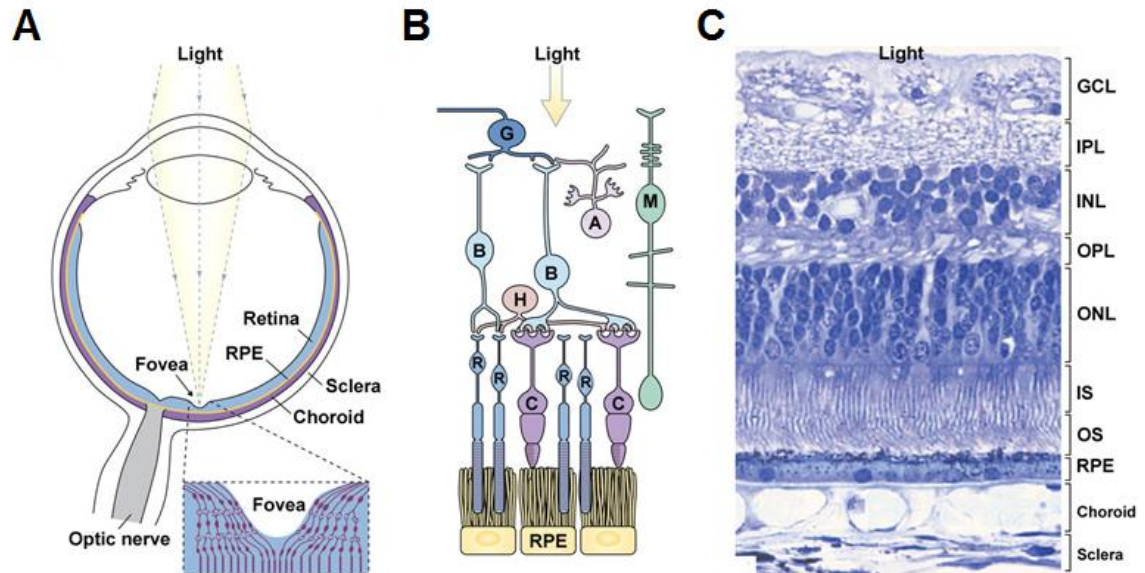 A
Light
Retina
RPE
Fovea
Sclera
Choroid
Fovea
Optic nerve
B
Light
G
M
A
B
B
H
R
R
R
R
C
C
RPE
C
Light
GCL
IPL
INL
OPL
ONL
IS
OS
RPE
Choroid
Sclera